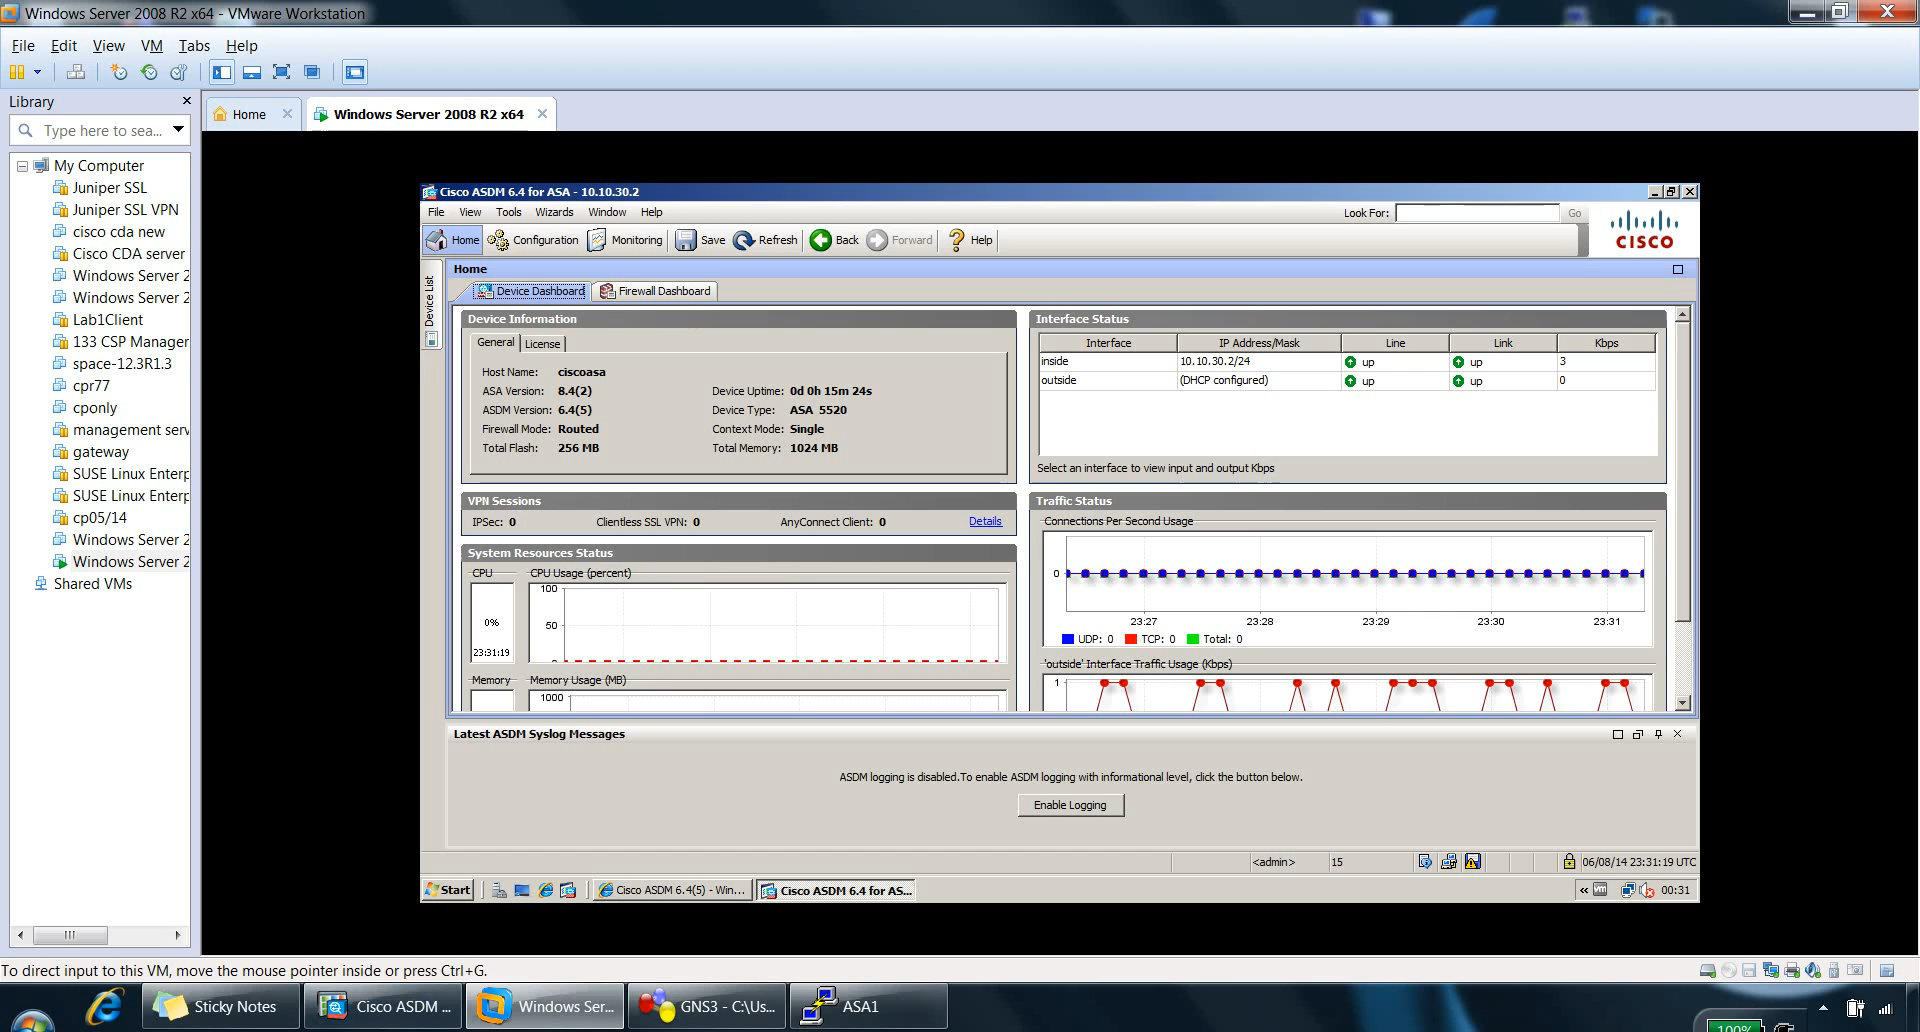 Windows Server 2008 R2 x64 - VMware Workstation
File Edit View VM Tabs Help
Library
Type here to sea...
Home
Windows Server 2008 R2 x64
My Computer
Juniper SSL
Juniper SSL VPN
cisco cda new
Cisco CDA server
Windows Server 2
Windows Server 2
Lab1Client
133 CSP Manager
space-12.3R1.3
cpr77
cponly
management serv
gateway
SUSE Linux Enterp
SUSE Linux Enterp
cp05/14
Windows Server 2
Windows Server 2
Shared VMs
Cisco ASDM 6.4 for ASA - 10.10.30.2
File View Tools Wizards Window Help
Look For: Go
Home Configuration Monitoring Save Refresh Back Forward Help
CISCO
Device List
Home
Device Dashboard Firewall Dashboard
Device Information
General License
Host Name: ciscoasa
ASA Version: 8.4(2) Device Uptime: 0d 0h 15m 24s
ASDM Version: 6.4(5) Device Type: ASA 5520
Firewall Mode: Routed Context Mode: Single
Total Flash: 256 MB Total Memory: 1024 MB
Interface Status
Interface IP Address/Mask Line Link Kbps
inside 10.10.30.2/24 up up 3
outside (DHCP configured) up up 0
Select an interface to view input and output Kbps
VPN Sessions
IPSec: 0 Clientless SSL VPN: 0 AnyConnect Client: 0 Details
System Resources Status
CPU CPU Usage (percent)
100
50
0%
23:31:19
Memory Memory Usage (MB)
1000
Traffic Status
Connections Per Second Usage
0
23:27 23:28 23:29 23:30 23:31
UDP: 0 TCP: 0 Total: 0
'outside' Interface Traffic Usage (Kbps)
1
Latest ASDM Syslog Messages
ASDM logging is disabled.To enable ASDM logging with informational level, click the button below.
Enable Logging
<admin> 15 06/08/14 23:31:19 UTC
Start Cisco ASDM 6.4(5) - Win... Cisco ASDM 6.4 for AS... 00:31
To direct input to this VM, move the mouse pointer inside or press Ctrl+G.
Sticky Notes Cisco ASDM ... Windows Ser... GNS3 - C:\Us... ASA1
100%